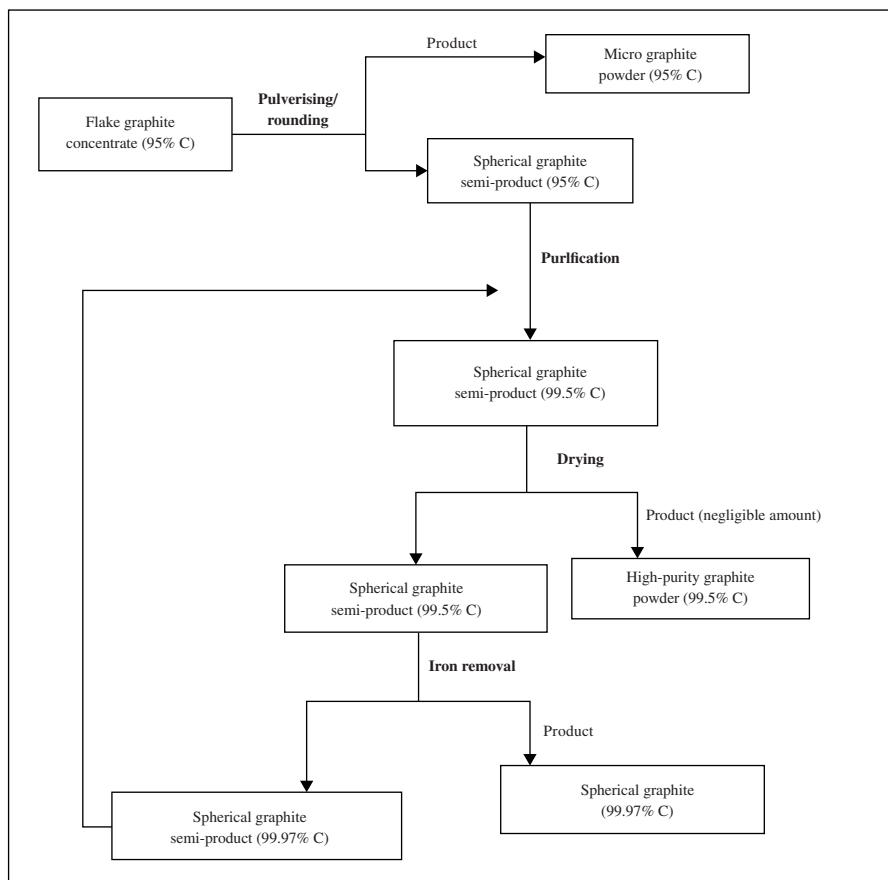 Product
Micro graphite
powder (95% C)
Pulverising/
rounding
Flake graphite
concentrate (95% C)
Spherical graphite
semi-product (95% C)
Purlfication
Spherical graphite
semi-product (99.5% C)
Drying
Product (negligible amount)
Spherical graphite
semi-product (99.5% C)
High-purity graphite
powder (99.5% C)
Iron removal
Product
Spherical graphite
semi-product (99.97% C)
Spherical graphite
(99.97% C)